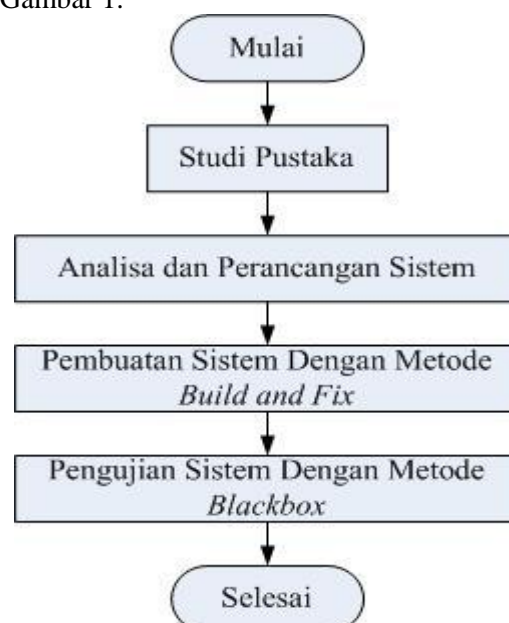 Gambar 1.
Mulai
Studi Pustaka
Analisa dan Perancangan Sistem
Pembuatan Sistem Dengan Metode
Build and Fix
Pengujian Sistem Dengan Metode
Blackbox
Selesai